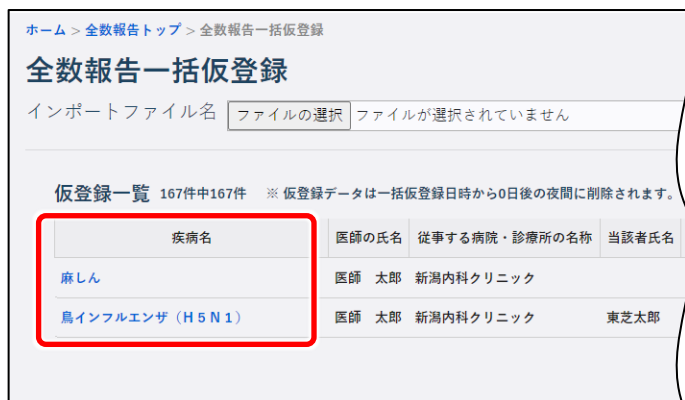 ホーム > 全数報告トップ > 全数報告一括仮登録
全数報告一括仮登録
インポートファイル名 ファイルの選択 ファイルが選択されていません
仮登録一覧 167件中167件 ※ 仮登録データは一括仮登録日時から0日後の夜間に削除されます。
疾病名 医師の氏名 従事する病院・診療所の名称 当該者氏名
麻しん 医師 太郎 新潟内科クリニック
鳥インフルエンザ（H5N1） 医師 太郎 新潟内科クリニック 東芝太郎